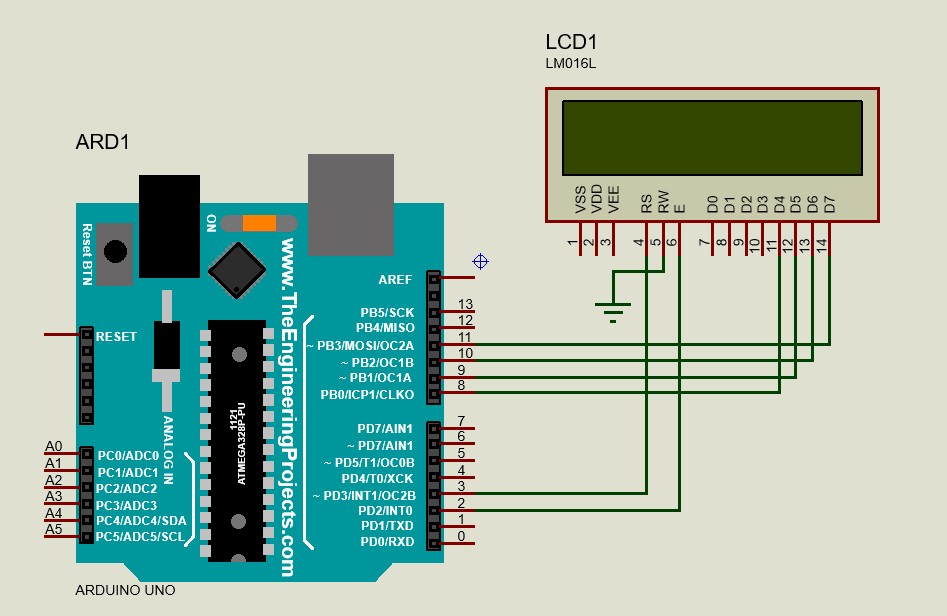 LCD1
LM016L
VSS
VDD
VEE
RS
RW
E
D0
D1
D2
D3
D4
D5
D6
D7
1
2
3
4
5
6
7
8
9
10
11
12
13
14
ARD1
ON
Reset BTN
www.TheEngineeringProjects.com
RESET
1121
ATMEGA328P-PU
ANALOG IN
A0
A1
A2
A3
A4
A5
PC0/ADC0
PC1/ADC1
PC2/ADC2
PC3/ADC3
PC4/ADC4/SDA
PC5/ADC5/SCL
AREF
PB5/SCK 13
PB4/MISO 12
~ PB3/MOSI/OC2A 11
~ PB2/OC1B 10
~ PB1/OC1A 9
PB0/ICP1/CLKO 8
PD7/AIN1 7
~ PD7/AIN1 6
~ PD5/T1/OC0B 5
PD4/T0/XCK 4
~ PD3/INT1/OC2B 3
PD2/INT0 2
PD1/TXD 1
PD0/RXD 0
ARDUINO UNO